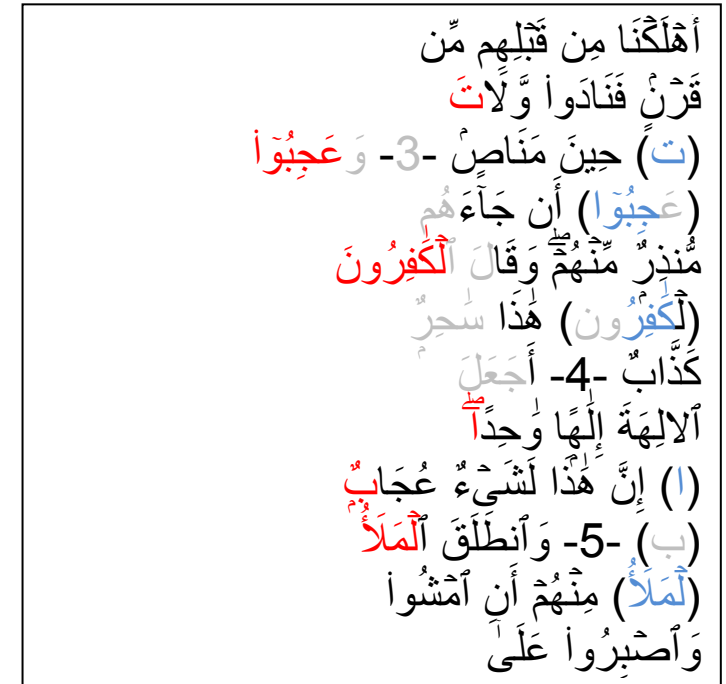 أَهۡلَكۡنَا مِن قَبۡلِهِم مِّن
قَرۡنٖ فَنَادَواْ وَّلَاتَ
(ت) حِينَ مَنَاصٖ -3- وَعَجِبُوٓاْ
(عَجِبُوٓا) أَن جَآءَهُم
مُّنذِرٞ مِّنۡهُمۡۖ وَقَالَ ٱلۡكَٰفِرُونَ
(لۡكَٰفِرُون) هَٰذَا سَٰحِرٞ
كَذَّابٌ -4- أَجَعَلَ
ٱلالِهَةَ إِلَٰهٗا وَٰحِدًاۖ
(ا) إِنَّ هَٰذَا لَشَيۡءٌ عُجَابٞ
(ب) -5- وَٱنطَلَقَ ٱلۡمَلَأُ
(لۡمَلَأُ) مِنۡهُمۡ أَنِ ٱمۡشُواْ
وَٱصۡبِرُواْ عَلَىٰٓ